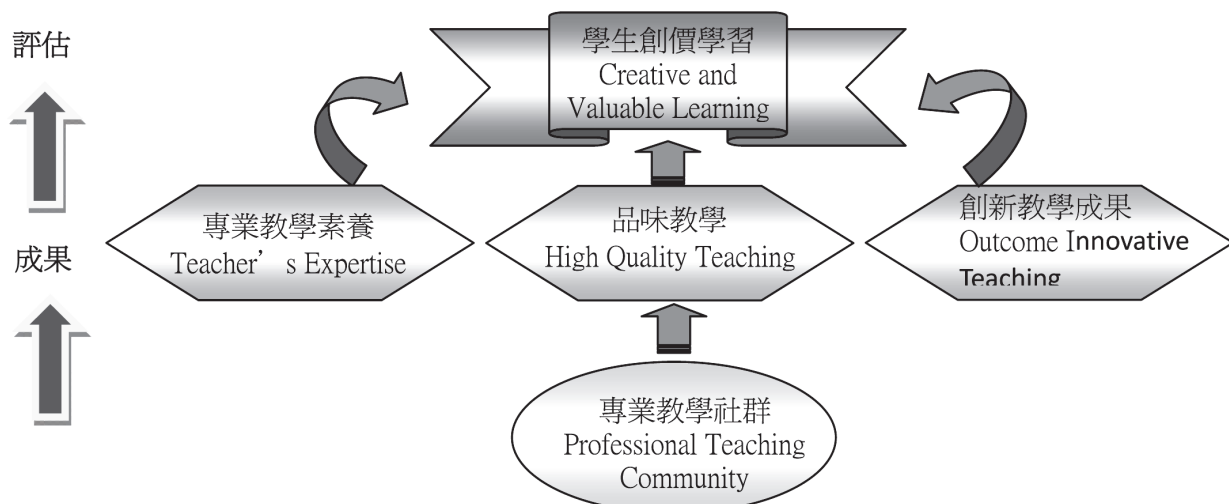 評估
學生創價學習
Creative and
Valuable Learning
成果
專業教學素養
Teacher’s Expertise
品味教學
High Quality Teaching
創新教學成果
Outcome Innovative
Teaching
專業教學社群
Professional Teaching
Community